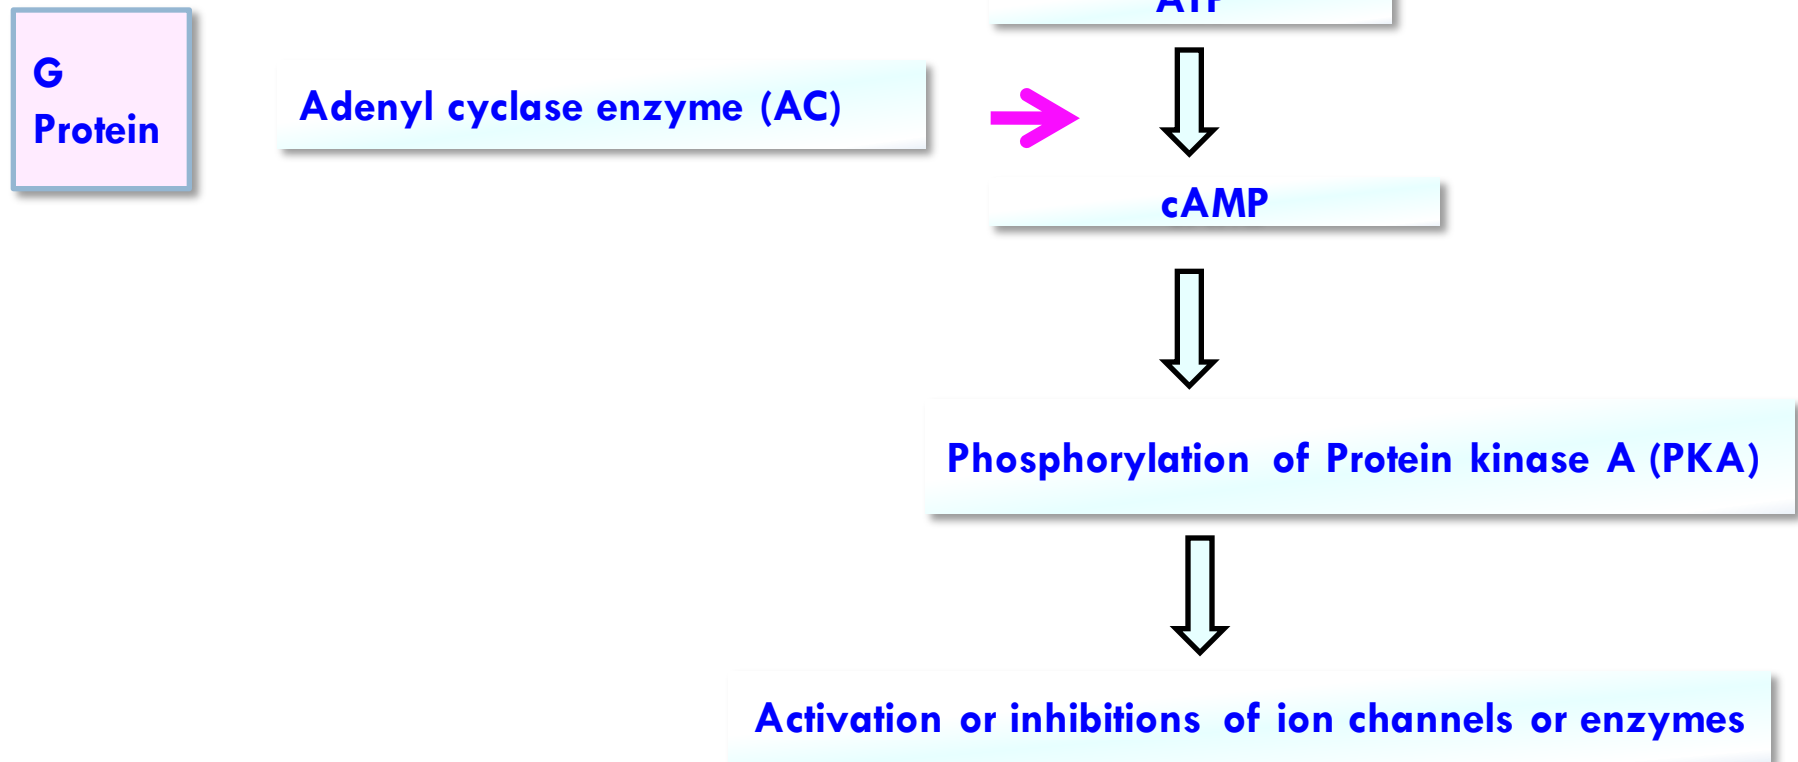 ATP
G
Protein
Adenyl cyclase enzyme (AC)
cAMP
Phosphorylation of Protein kinase A (PKA)
Activation or inhibitions of ion channels or enzymes